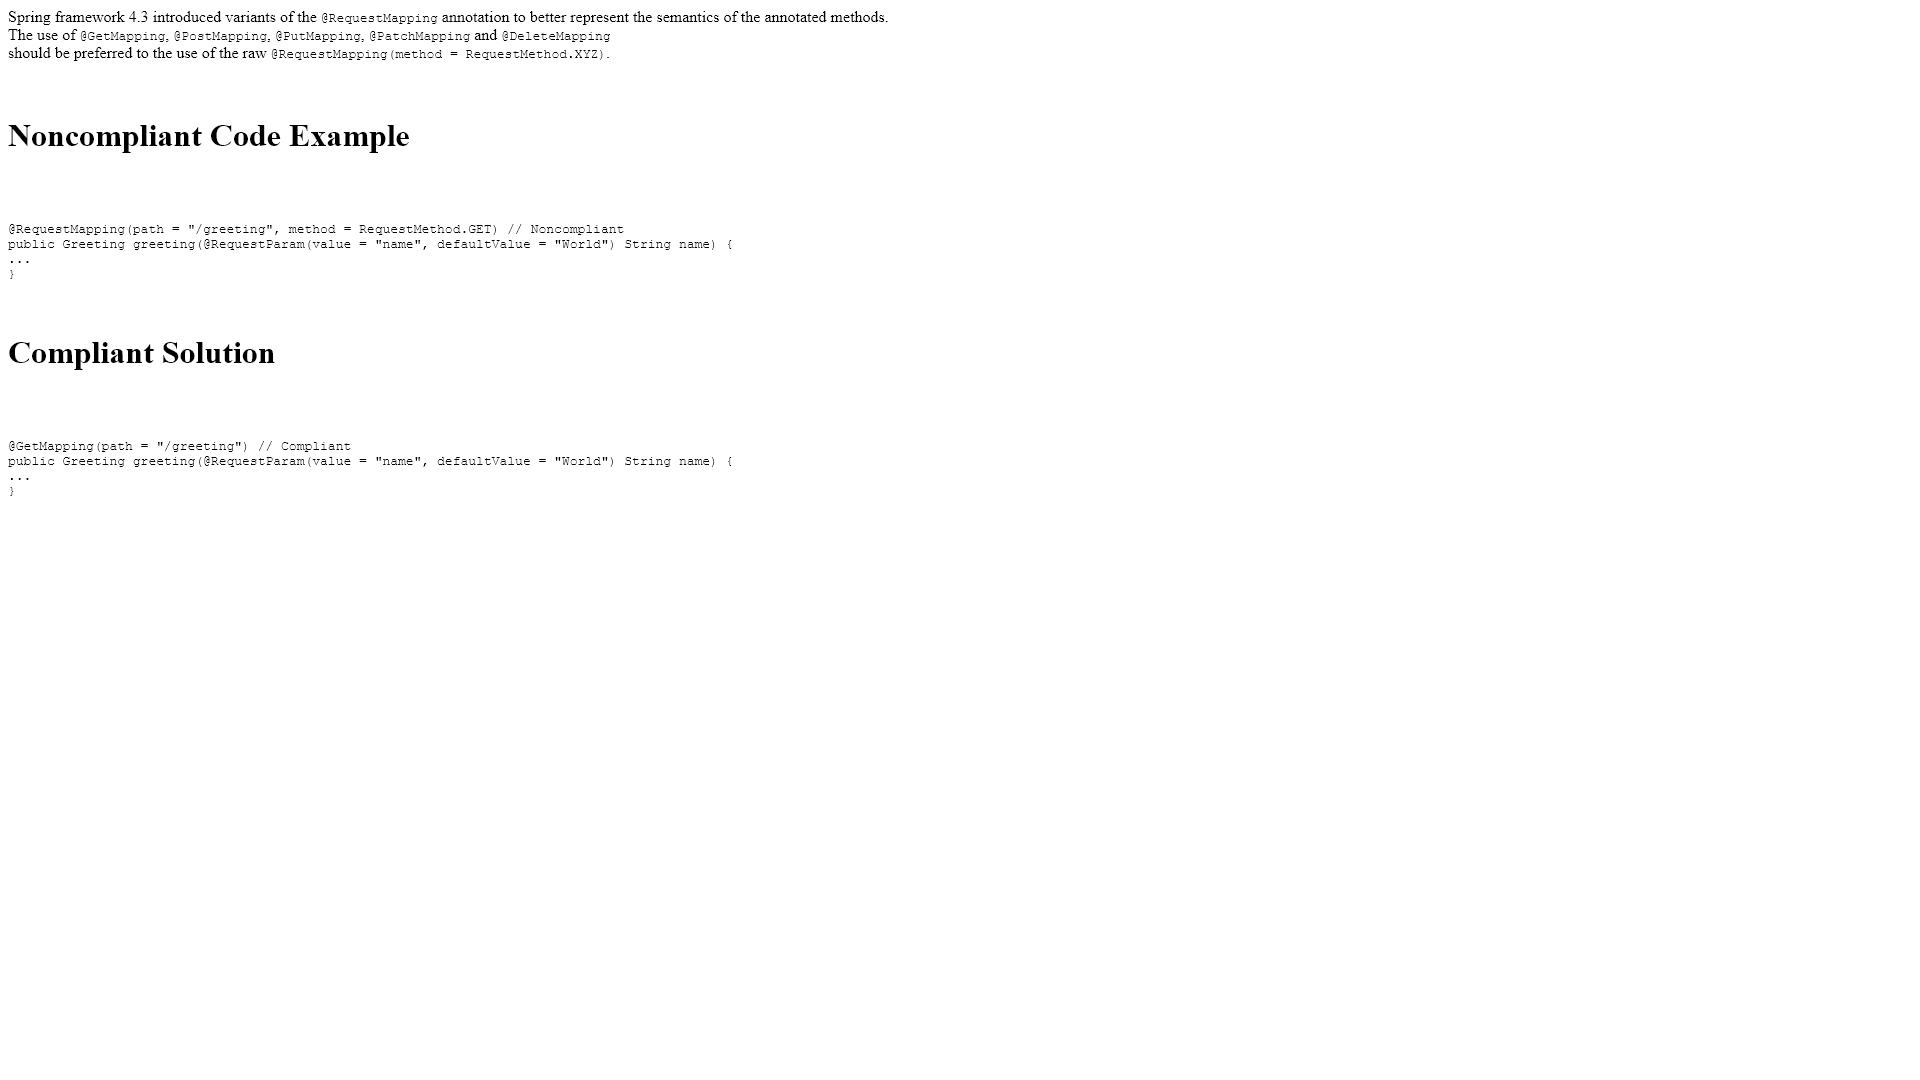 Spring framework 4.3 introduced variants of the @RequestMapping annotation to better represent the semantics of the annotated methods.
The use of @GetMapping, @PostMapping, @PutMapping, @PatchMapping and @DeleteMapping
should be preferred to the use of the raw @RequestMapping(method = RequestMethod.XYZ).
Noncompliant Code Example
@RequestMapping(path = "/greeting", method = RequestMethod.GET) // Noncompliant
public Greeting greeting(@RequestParam(value = "name", defaultValue = "World") String name) {
...
}
Compliant Solution
@GetMapping(path = "/greeting") // Compliant
public Greeting greeting(@RequestParam(value = "name", defaultValue = "World") String name) {
...
}